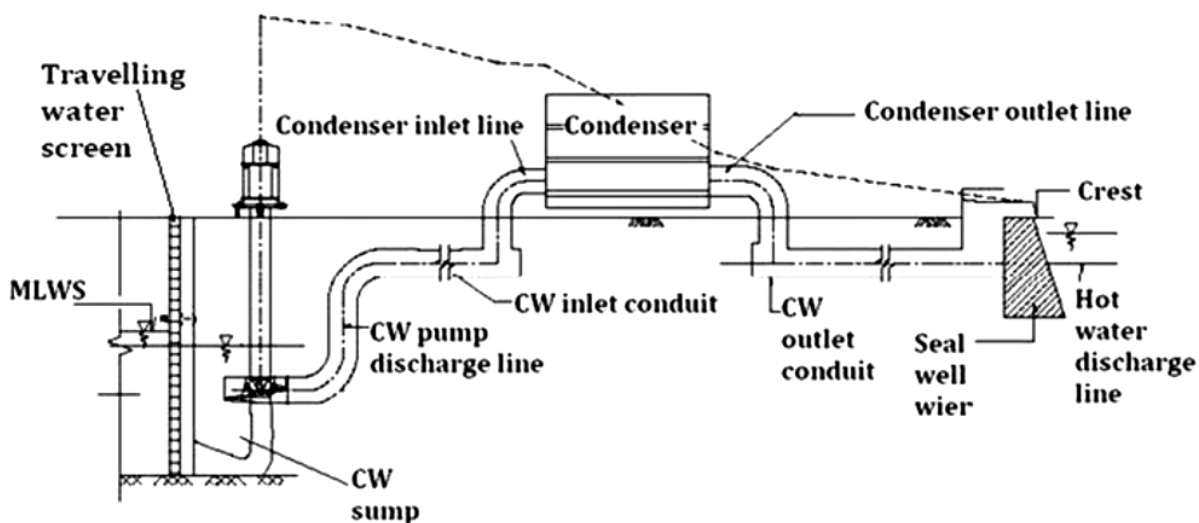 Travelling
water
screen
Condenser inlet line
Condenser
Condenser outlet line
Crest
MLWS
CW inlet conduit
CW pump
discharge line
CW
outlet
conduit
Seal
well
wier
Hot
water
discharge
line
CW
sump